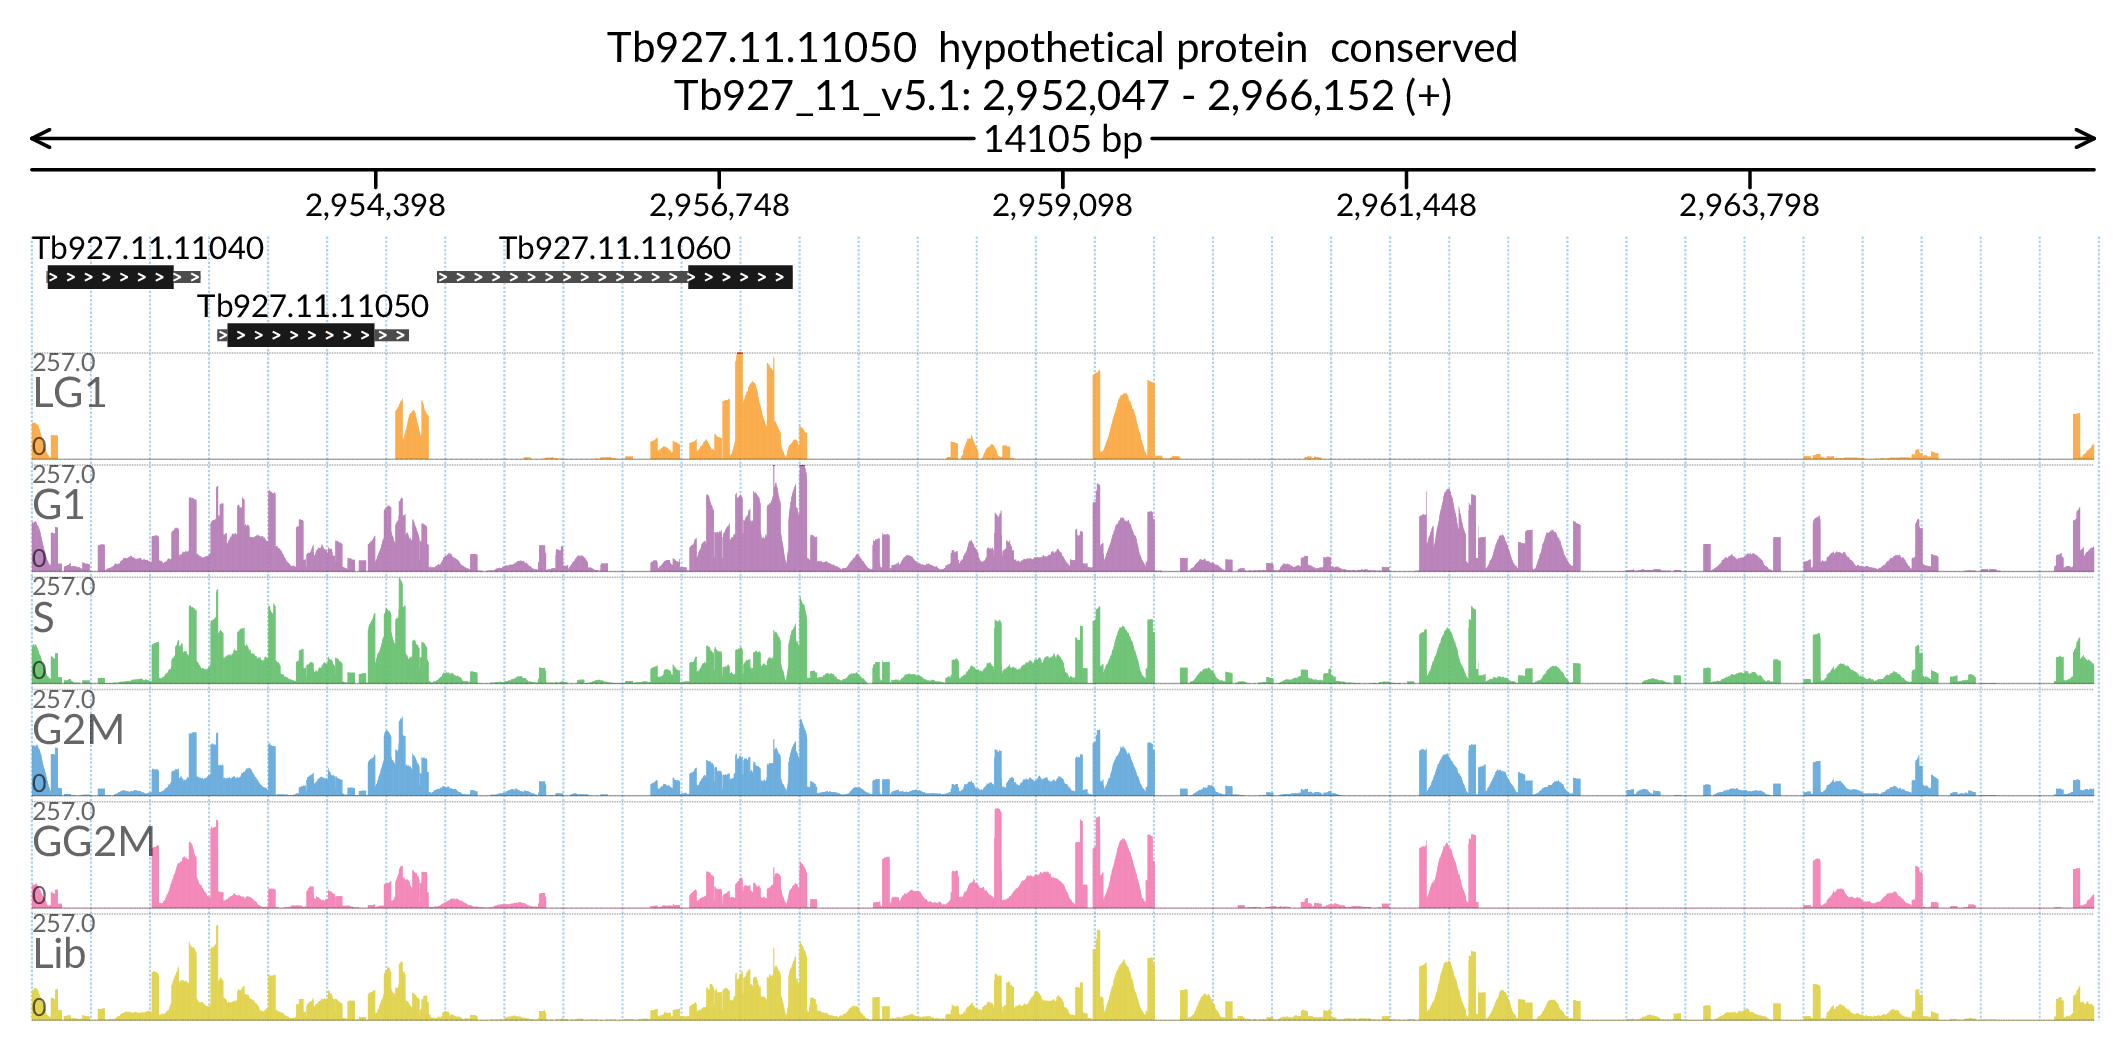 Tb927.11.11050  hypothetical protein  conserved
Tb927_11_v5.1: 2,952,047 - 2,966,152 (+)
14105 bp
2,954,398 2,956,748 2,959,098 2,961,448 2,963,798
Tb927.11.11040 Tb927.11.11060
Tb927.11.11050
257.0
LG1
0
257.0
G1
0
257.0
S
0
257.0
G2M
0
257.0
GG2M
0
257.0
Lib
0